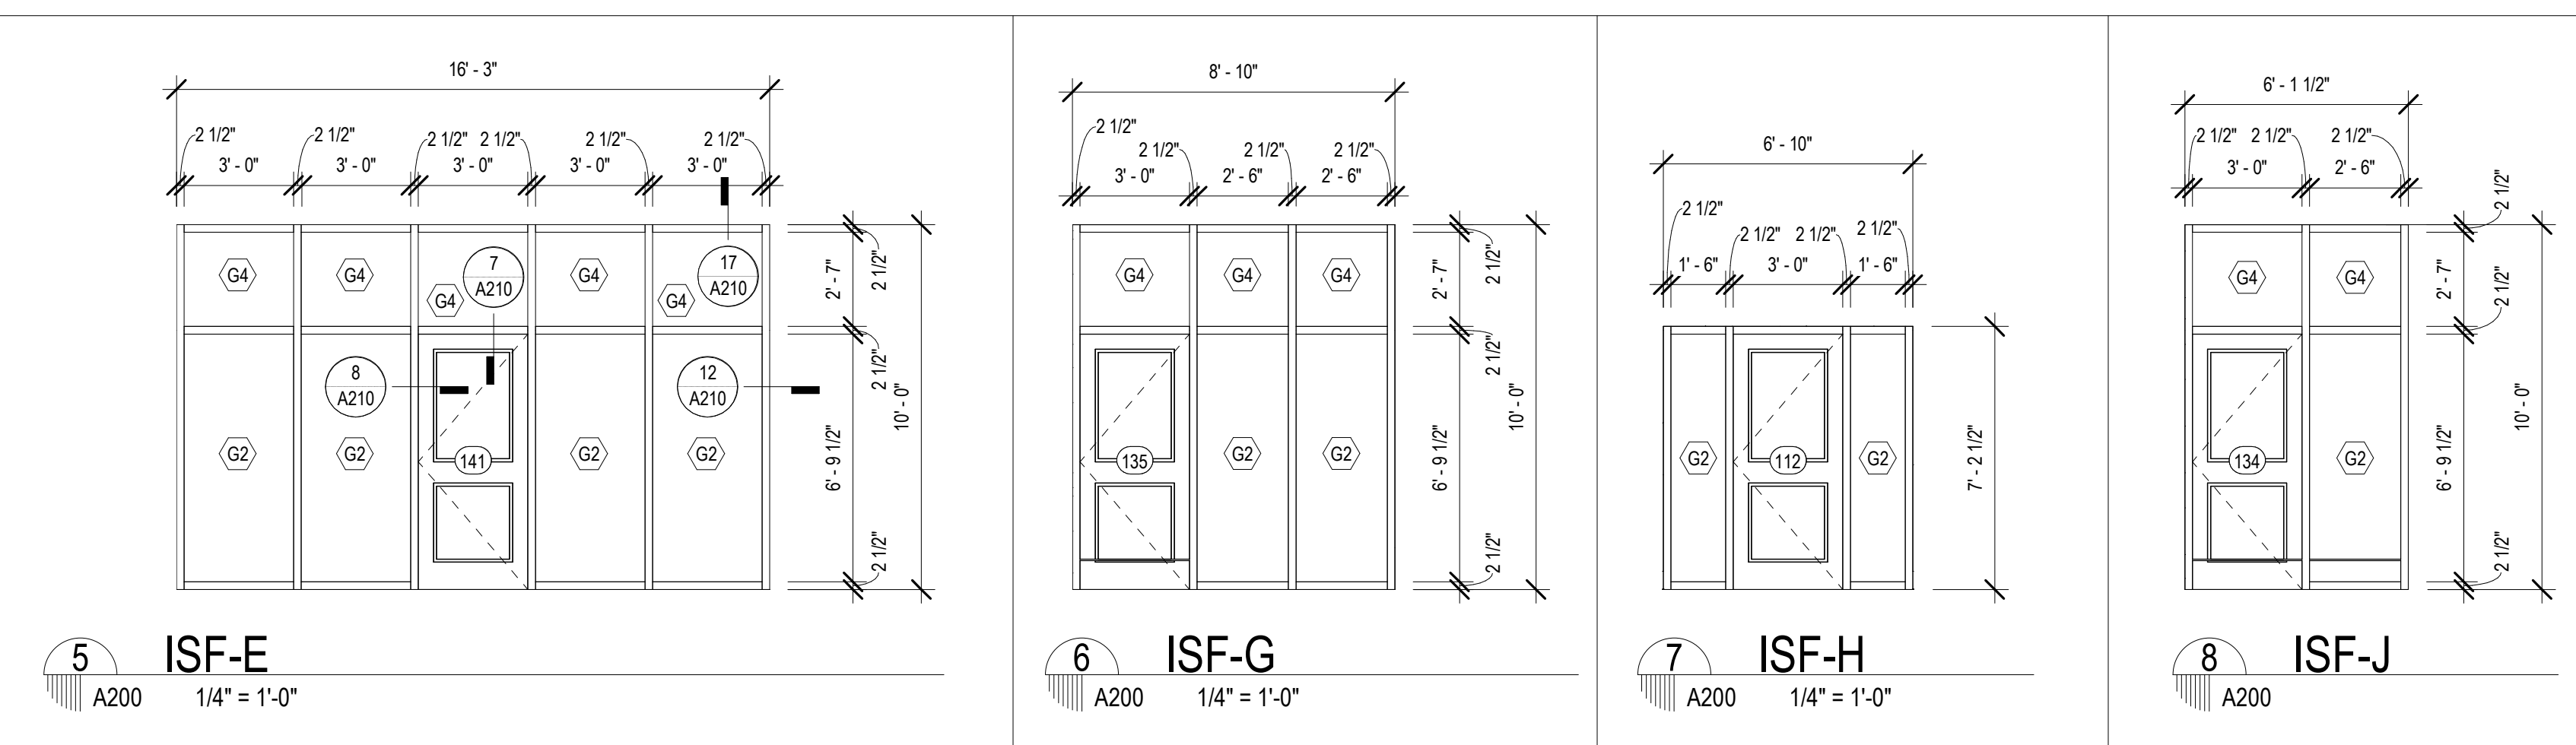 16' - 3"
2 1/2" 2 1/2" 2 1/2" 2 1/2" 2 1/2" 2 1/2"
3' - 0" 3' - 0" 3' - 0" 3' - 0" 3' - 0"
G4 G4 G4 G4 G4
7
A210
17
A210
8
A210
12
A210
G2 G2 141 G2 G2
2 1/2"
2' - 7"
2 1/2"
6' - 9 1/2"
2 1/2"
10' - 0"
5 ISF-E
A200 1/4" = 1'-0"
8' - 10"
2 1/2"
2 1/2" 2 1/2" 2 1/2"
3' - 0" 2' - 6" 2' - 6"
G4 G4 G4
135 G2 G2
2 1/2"
2' - 7"
2 1/2"
6' - 9 1/2"
2 1/2"
10' - 0"
6 ISF-G
A200 1/4" = 1'-0"
6' - 10"
2 1/2"
2 1/2" 2 1/2" 2 1/2"
1' - 6" 3' - 0" 1' - 6"
G2 112 G2
7' - 2 1/2"
7 ISF-H
A200 1/4" = 1'-0"
6' - 1 1/2"
2 1/2" 2 1/2" 2 1/2"
3' - 0" 2' - 6"
G4 G4
134 G2
2 1/2"
2' - 7"
2 1/2"
6' - 9 1/2"
2 1/2"
10' - 0"
8 ISF-J
A200